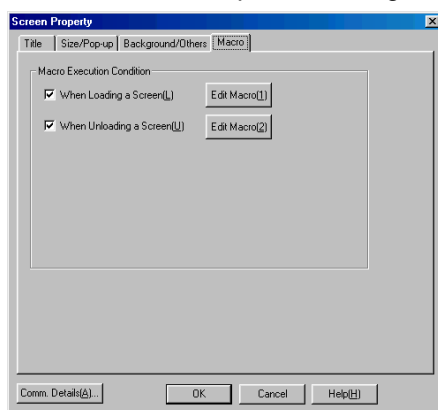 Screen Property
Title Size/Pop-up Background/Others Macro
Macro Execution Condition
When Loading a Screen(L) Edit Macro(1)
When Unloading a Screen(U) Edit Macro(2)
Comm. Details(A)... OK Cancel Help(H)